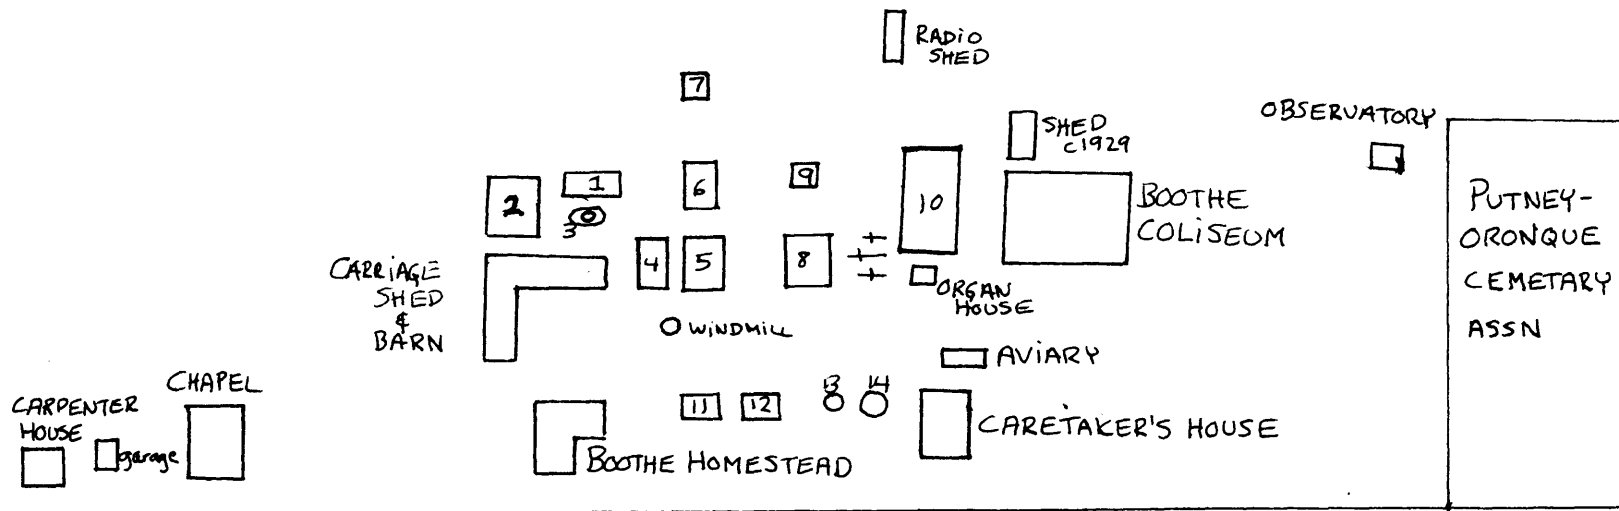 RADIO
SHED
7
OBSERVATORY
SHED
c1929
1
2
3
6
9
10
BOOTHE
COLISEUM
PUTNEY-
ORONQUE
CEMETARY
ASSN
CARRIAGE
SHED
&
BARN
4
5
8
ORGAN
HOUSE
WINDMILL
AVIARY
CHAPEL
CARPENTER
HOUSE
garage
11
12
13
14
CARETAKER'S HOUSE
BOOTHE HOMESTEAD